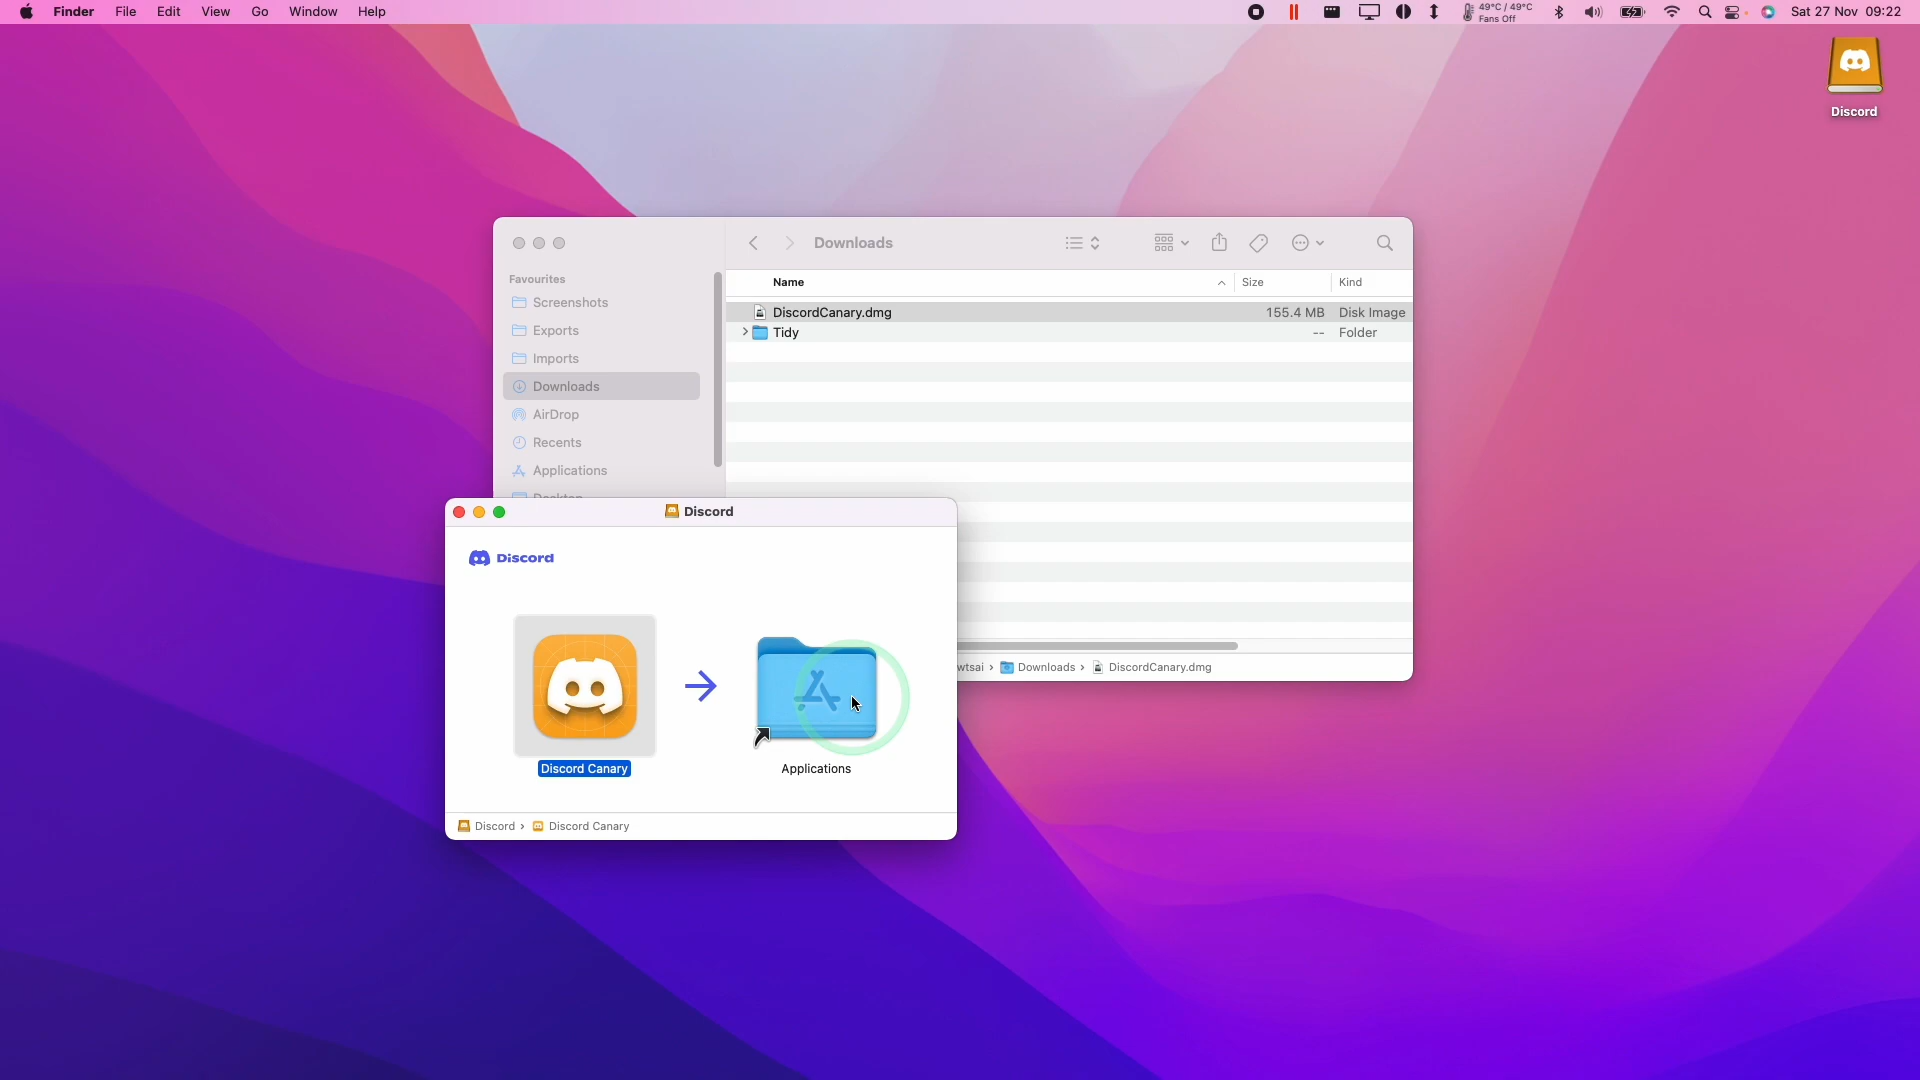 Finder File Edit View Go Window Help
49°C / 49°C
Fans Off
Sat 27 Nov 09:22
Discord
Downloads
Favourites
Screenshots
Exports
Imports
Downloads
AirDrop
Recents
Applications
Desktop
Name Size Kind
DiscordCanary.dmg 155.4 MB Disk Image
Tidy -- Folder
wtsai › Downloads › DiscordCanary.dmg
Discord
Discord
Discord Canary
Applications
Discord › Discord Canary